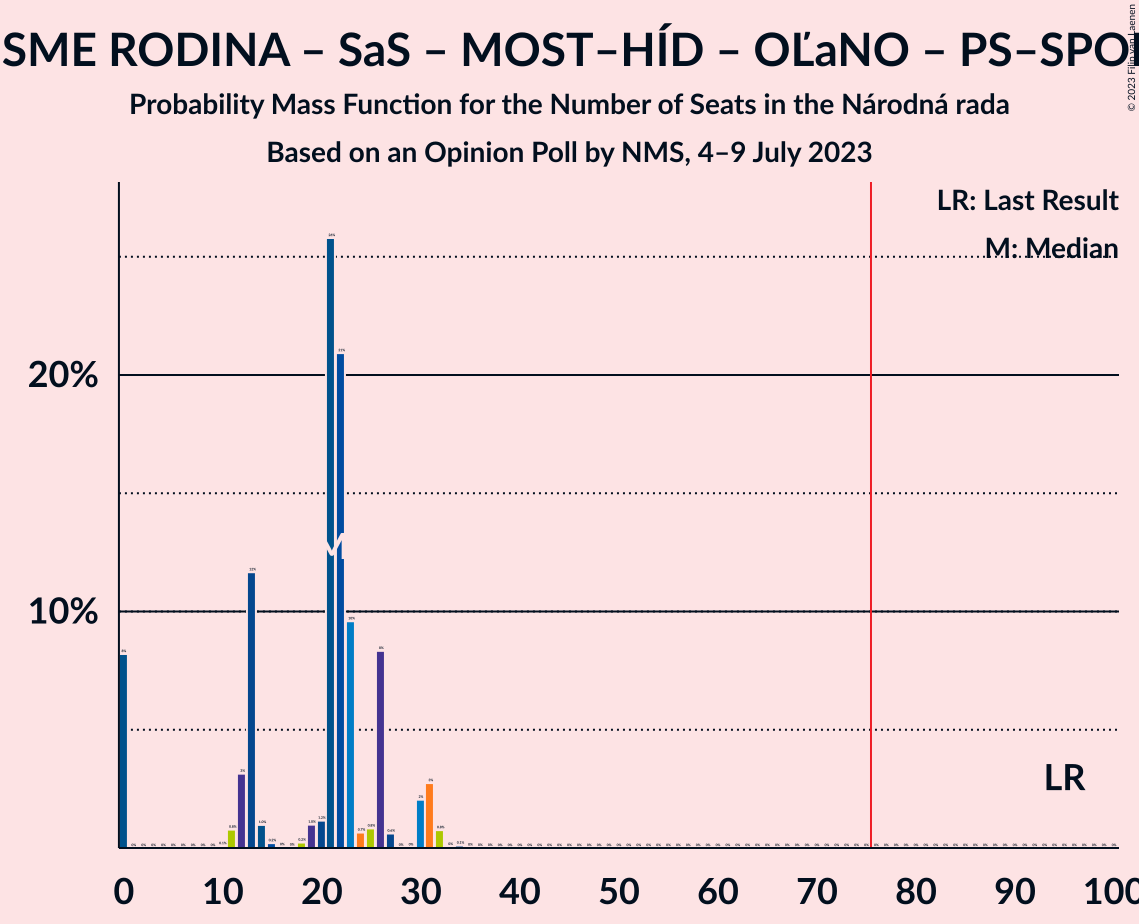 SME RODINA – SaS – MOST–HÍD – OĽaNO – PS–SPO
© 2023 Filip van Laenen
Probability Mass Function for the Number of Seats in the Národná rada
Based on an Opinion Poll by NMS, 4–9 July 2023
LR: Last Result
M: Median
20%
10%
M
LR
0 10 20 30 40 50 60 70 80 90 100